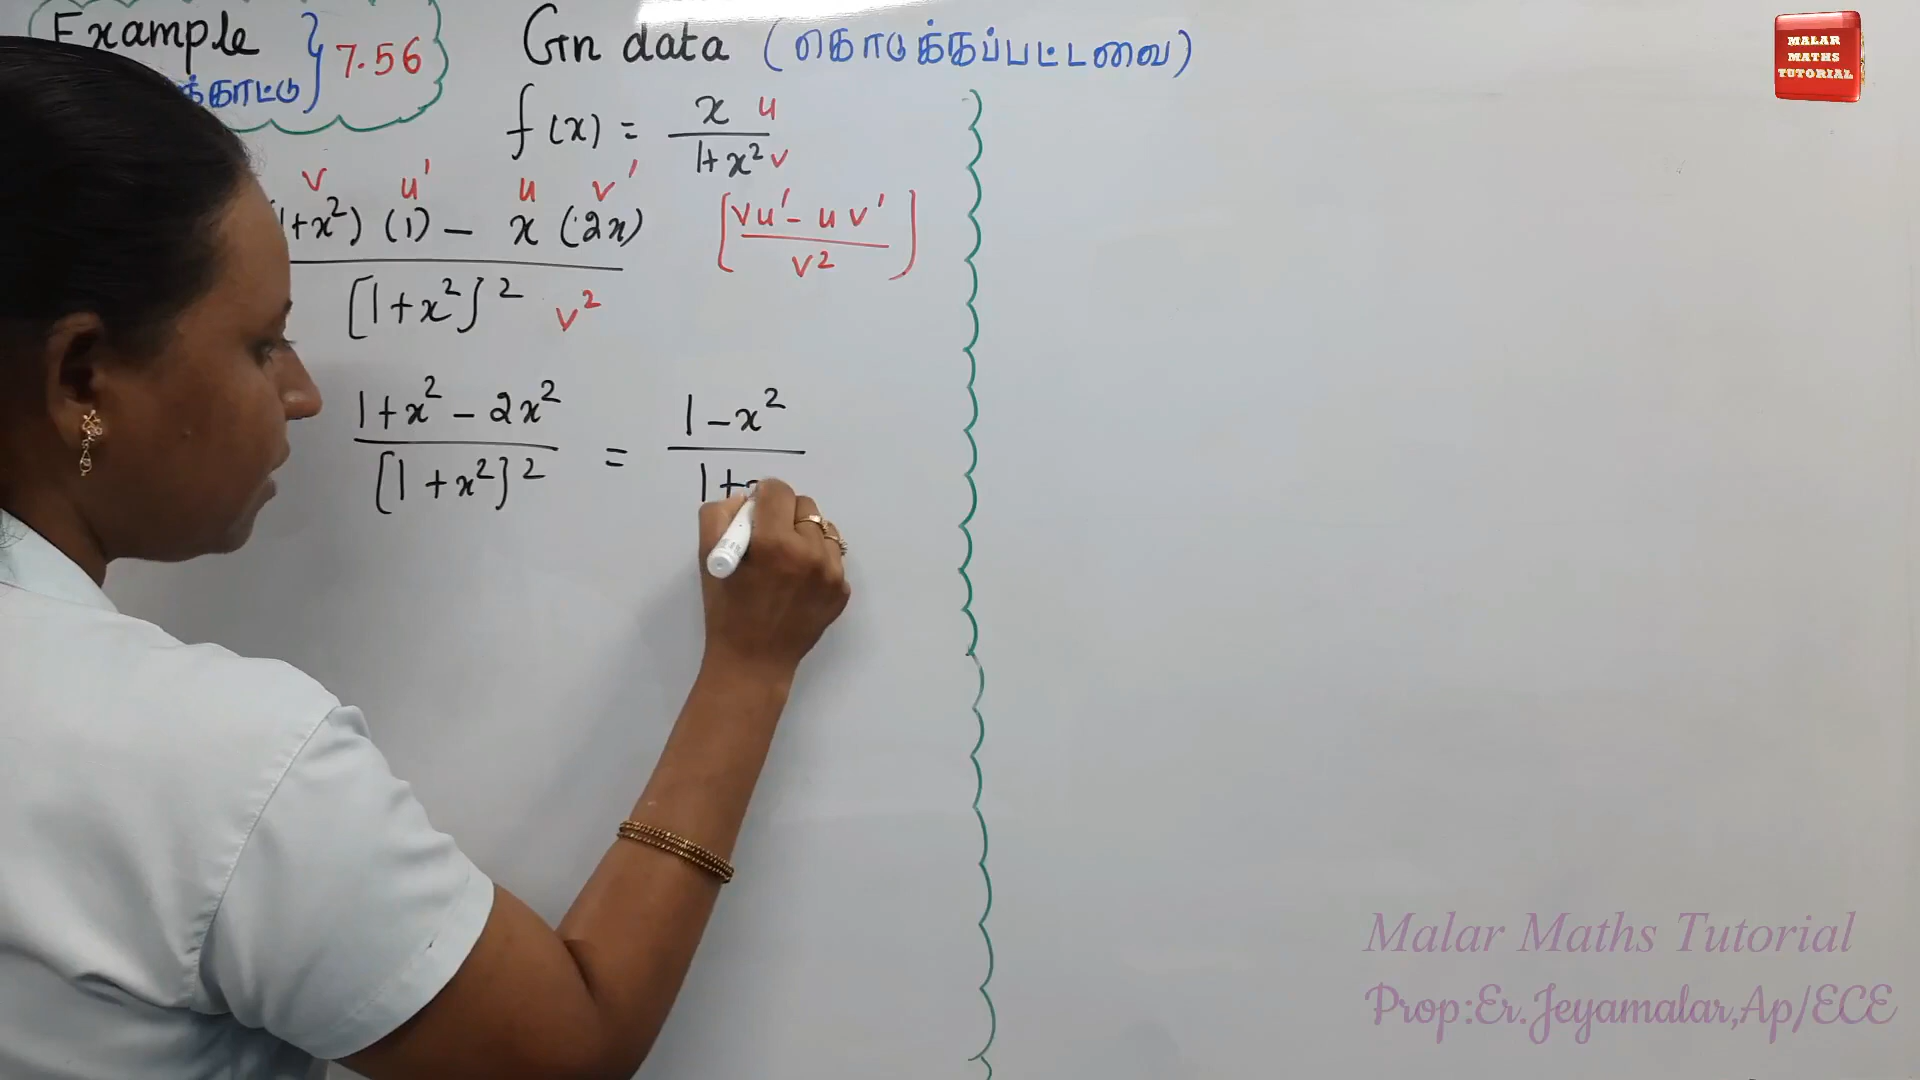 Example } 7.56
Gn data (கொடுக்கப்பட்டவை)
f(x) = x u
1+x² v
v u' u v'
1+x²) (1) - x (2x)
[1+x²]² v²
[vu' - uv']
v²
1+x² - 2x²
[1+x²]²
=
1-x²
1+
MALAR
MATHS
TUTORIAL
Malar Maths Tutorial
Prop:Er.Jeyamalar,Ap/ECE